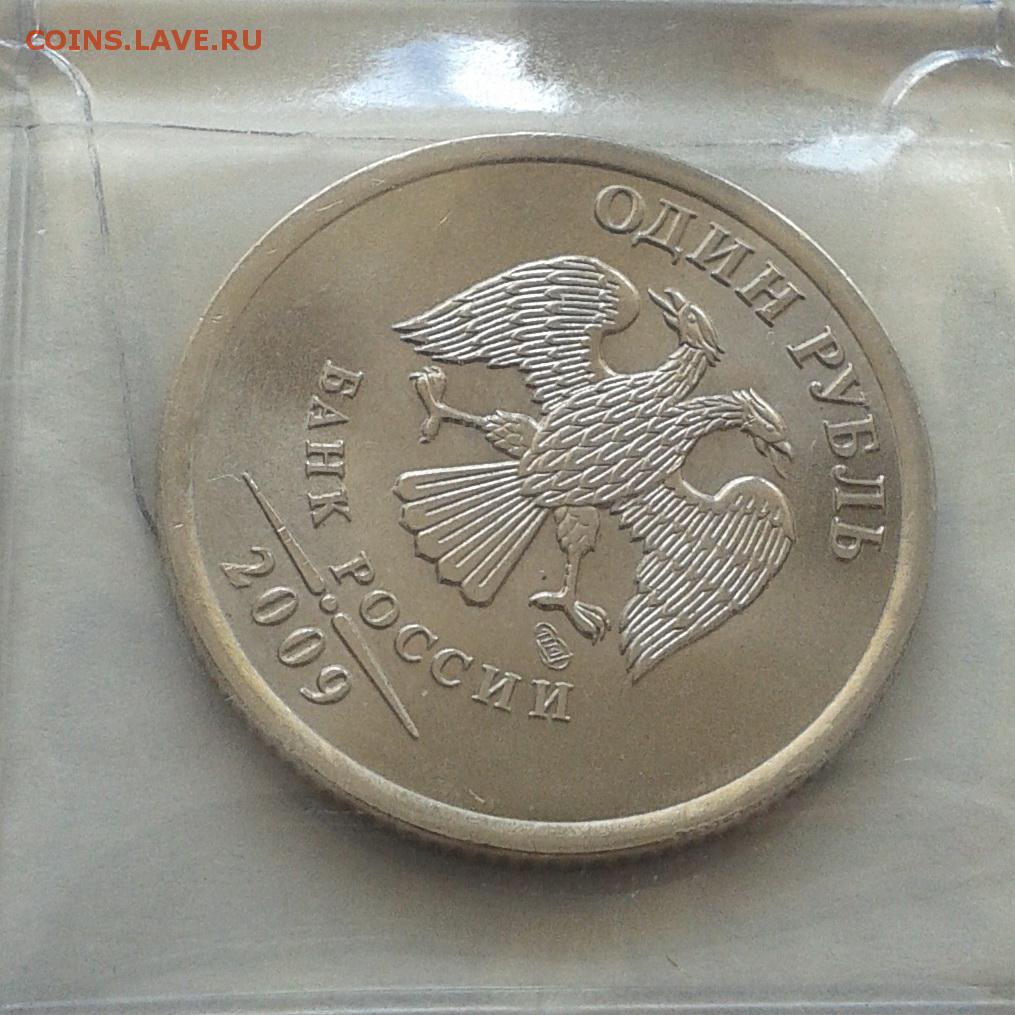 COINS.LAVE.RU
ОДИН РУБЛЬ
БАНК РОССИИ
2009